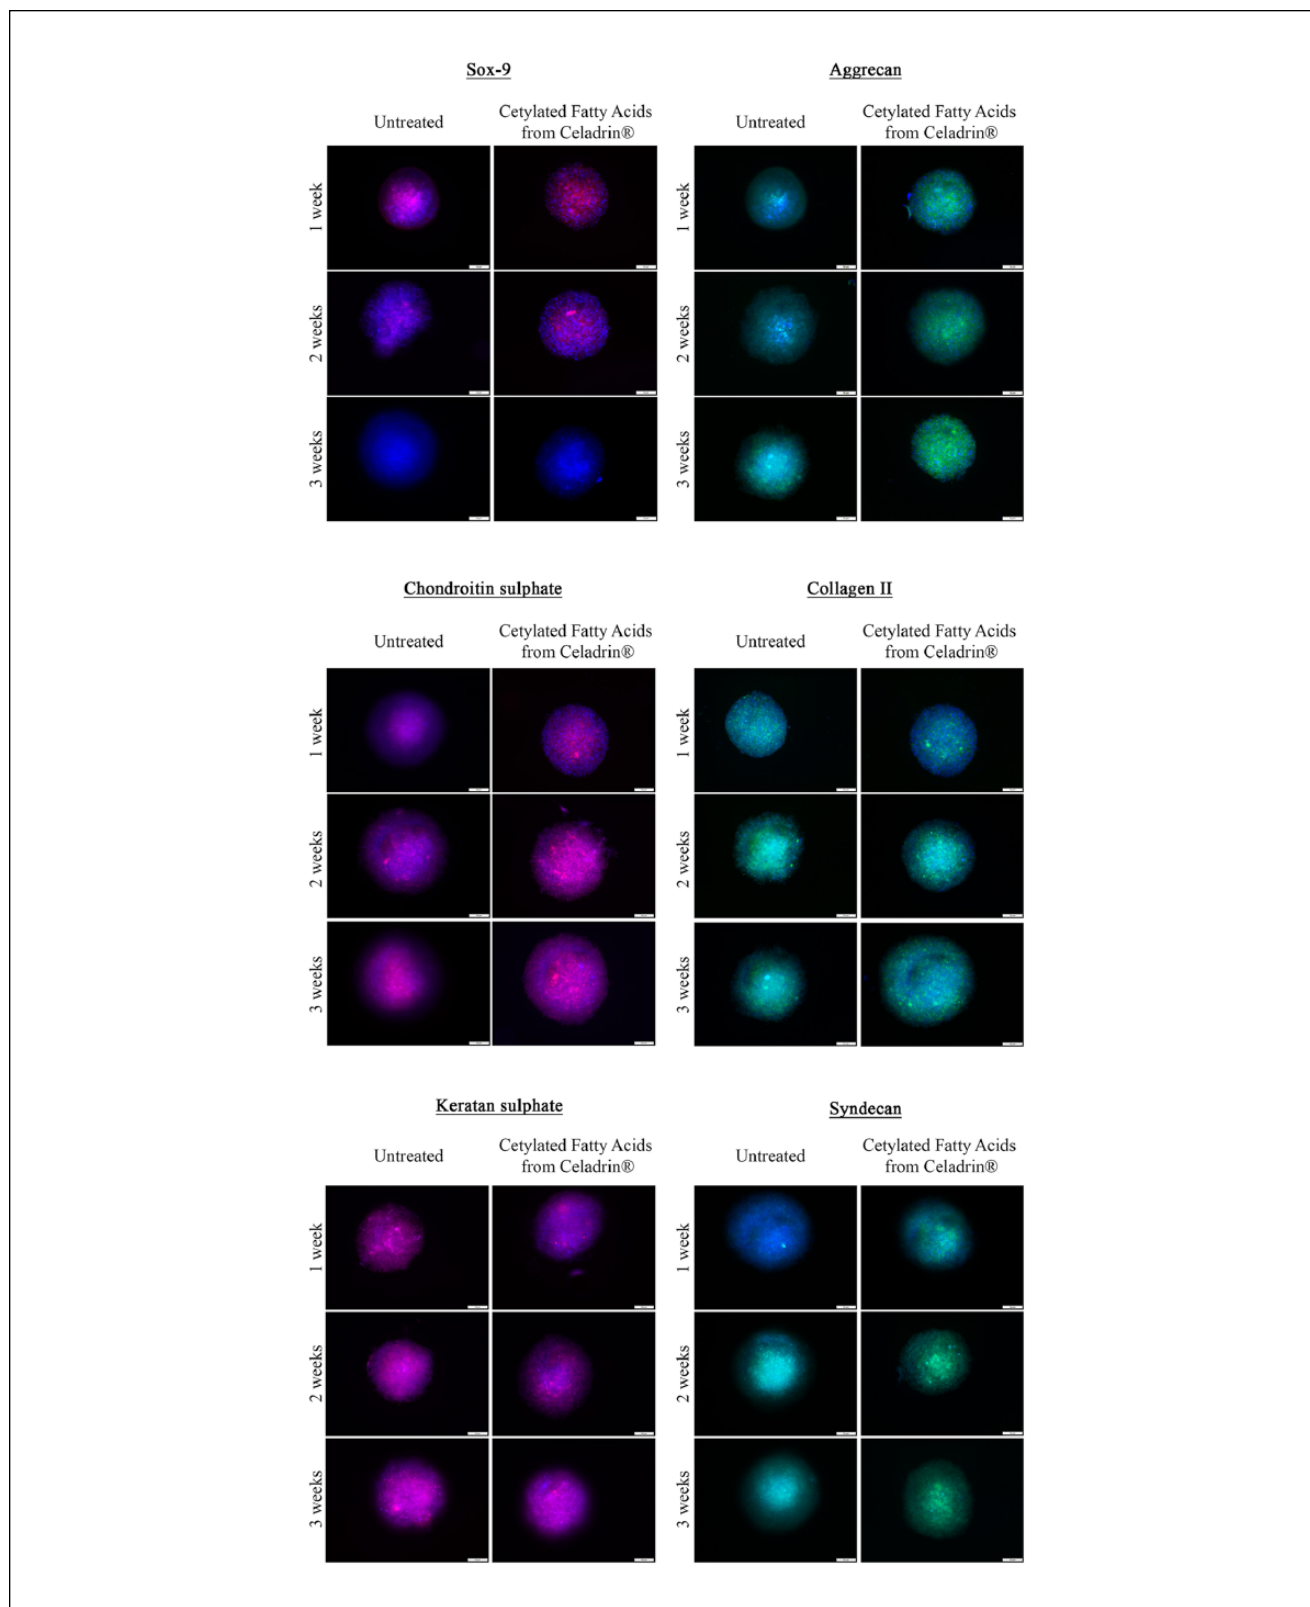 Sox-9
Untreated
Cetylated Fatty Acids
from Celadrin®
1 week
2 weeks
3 weeks
Aggrecan
Untreated
Cetylated Fatty Acids
from Celadrin®
1 week
2 weeks
3 weeks
Chondroitin sulphate
Untreated
Cetylated Fatty Acids
from Celadrin®
1 week
2 weeks
3 weeks
Collagen II
Untreated
Cetylated Fatty Acids
from Celadrin®
1 week
2 weeks
3 weeks
Keratan sulphate
Untreated
Cetylated Fatty Acids
from Celadrin®
1 week
2 weeks
3 weeks
Syndecan
Untreated
Cetylated Fatty Acids
from Celadrin®
1 week
2 weeks
3 weeks